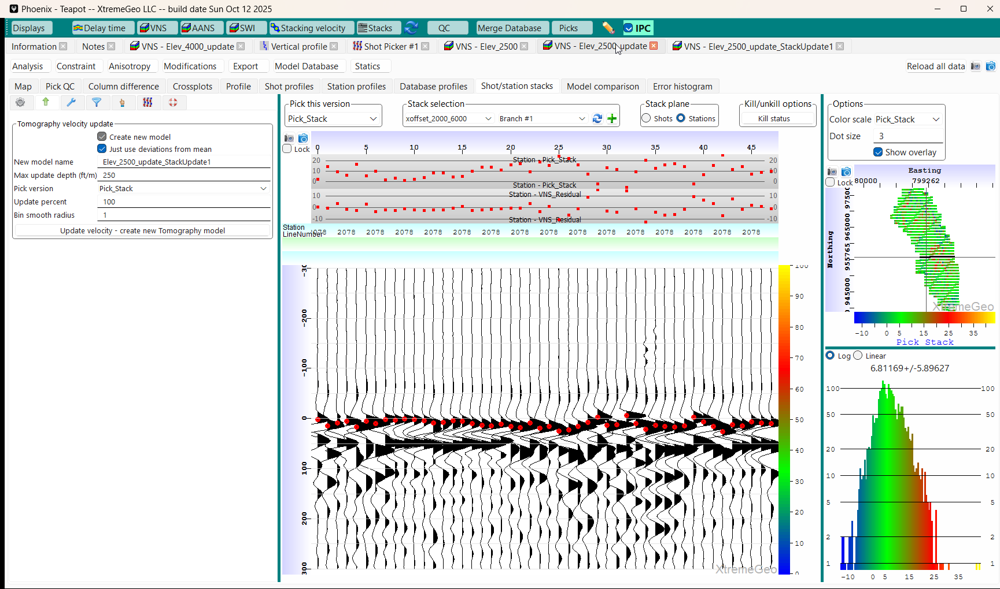 Phoenix - Teapot -- XtremeGeo LLC -- build date Sun Oct 12 2025
Displays Delay time VNS AANS SWI Stacking velocity Stacks QC Merge Database Picks IPC
Information Notes VNS - Elev_4000_update Vertical profile Shot Picker #1 VNS - Elev_2500 VNS - Elev_2500_update VNS - Elev_2500_update_StackUpdate1
Analysis Constraint Anisotropy Modifications Export Model Database Statics Reload all data
Map Pick QC Column difference Crossplots Profile Shot profiles Station profiles Database profiles Shot/station stacks Model comparison Error histogram
Tomography velocity update
Create new model
Just use deviations from mean
New model name Elev_2500_update_StackUpdate1
Max update depth (ft/m) 250
Pick version Pick_Stack
Update percent 100
Bin smooth radius 1
Update velocity - create new Tomography model
Pick this version
Pick_Stack
Stack selection
xoffset_2000_6000 Branch #1
Stack plane
Shots Stations
Kill/unkill options
Kill status
Lock
0 5 10 15 20 25 30 35 40 45
20 Station - Pick_Stack 20
10 10
0 0
Station - Pick_Stack
Station - VNS_Residual
10 10
0 0
-10 Station - VNS_Residual -10
Station
LineNumber
2078 2078 2078 2078 2078 2078 2078 2078 2078 2078 2078 2078 2078 2078 2078
-200
-100
0
100
200
300
100
90
80
70
60
50
40
30
20
10
0
XtremeGeo
Options
Color scale Pick_Stack
Dot size 3
Show overlay
Lock
Easting
80000 799262
Northing
97500
965000
955765
945000
XtremeGeo
-10 0 5 15 25 35
Pick Stack
Log Linear
6.81169+/-5.89627
100 100
50 50
20 20
10 10
5 5
2 2
1 1
-10 0 5 15 25 35